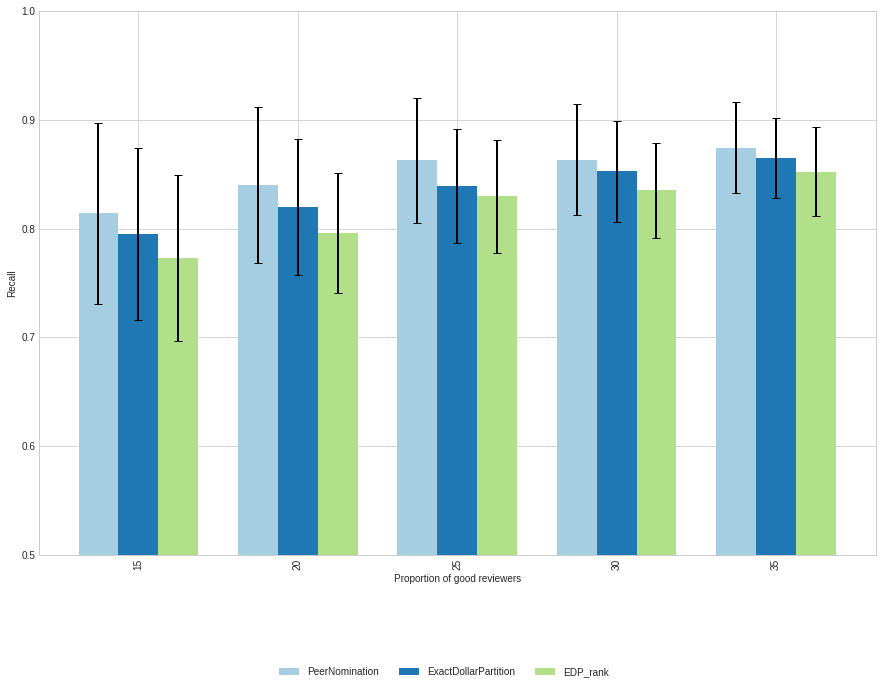 1.0
0.9
0.8
0.7
0.6
0.5
Recall
15
20
25
30
35
Proportion of good reviewers
PeerNomination
ExactDollarPartition
EDP_rank